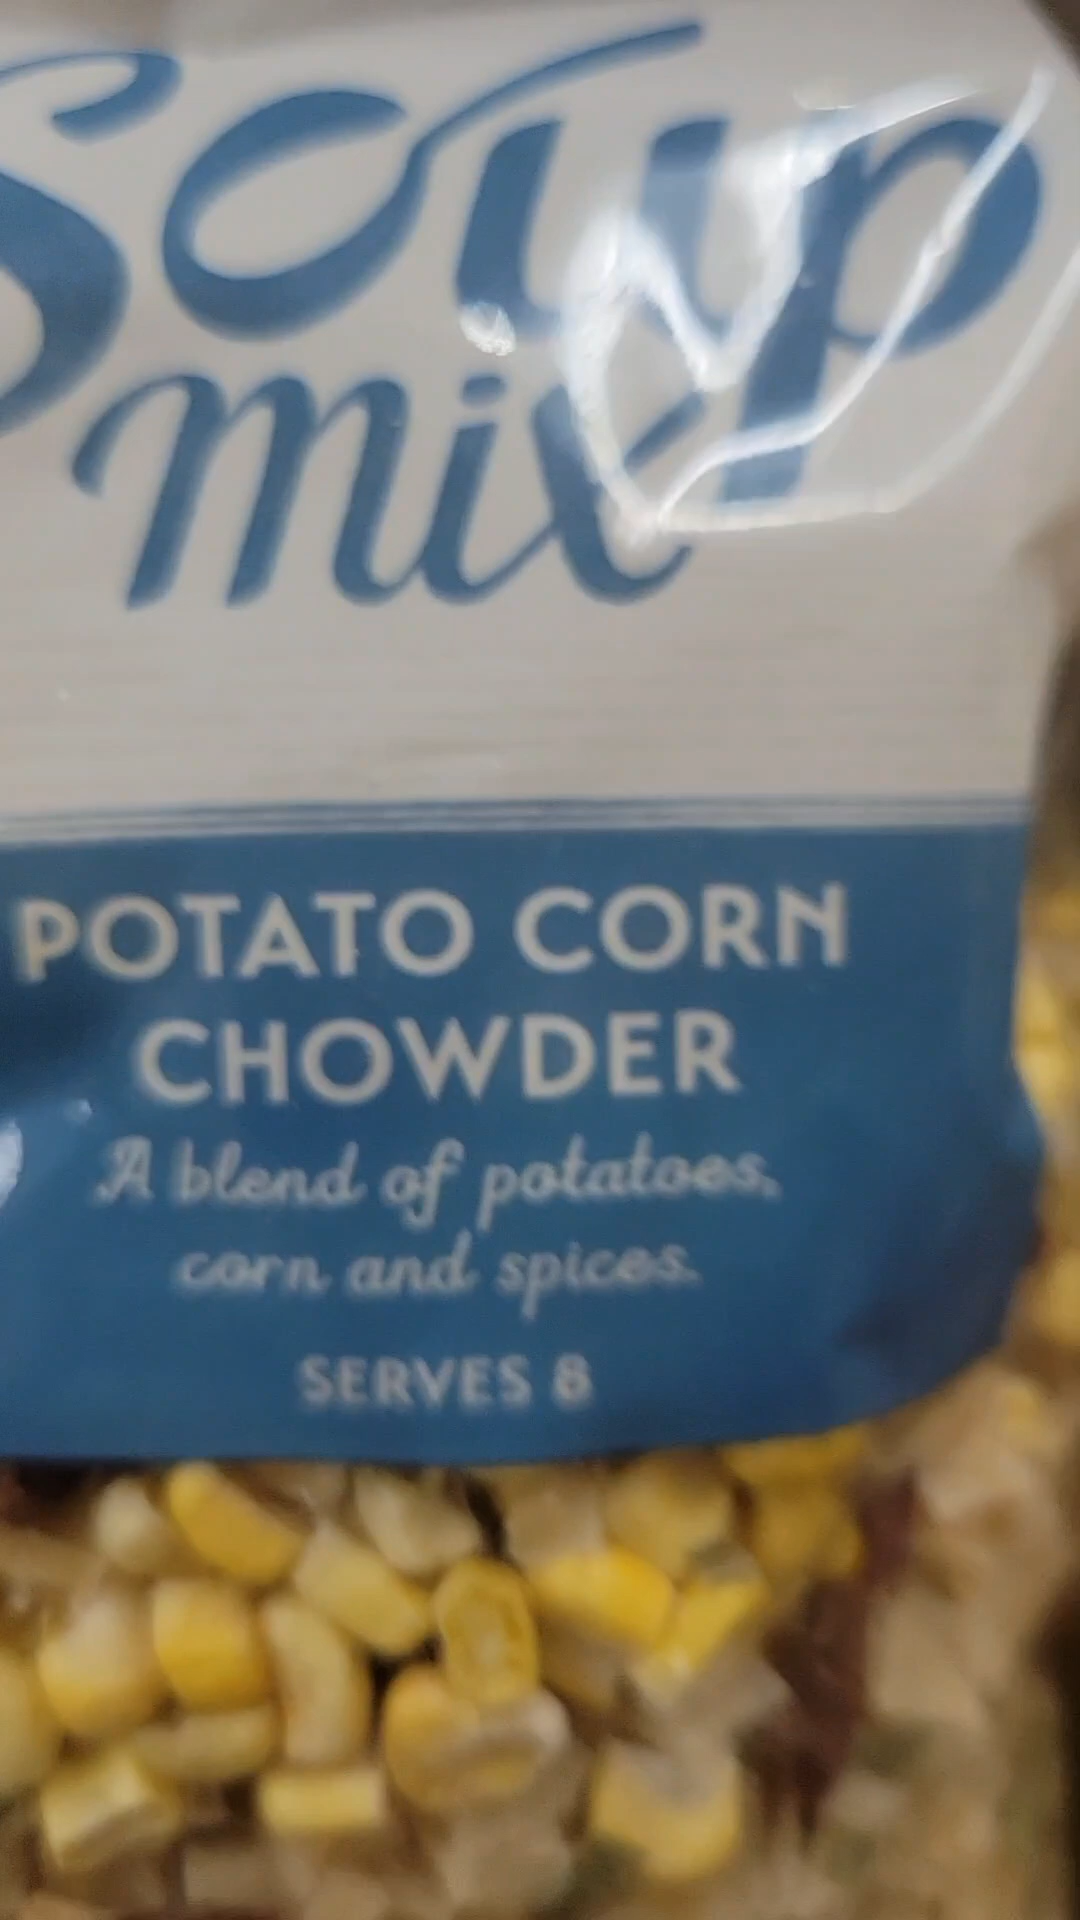 Soup
mix
POTATO CORN
CHOWDER
A blend of potatoes,
corn and spices.
SERVES 8